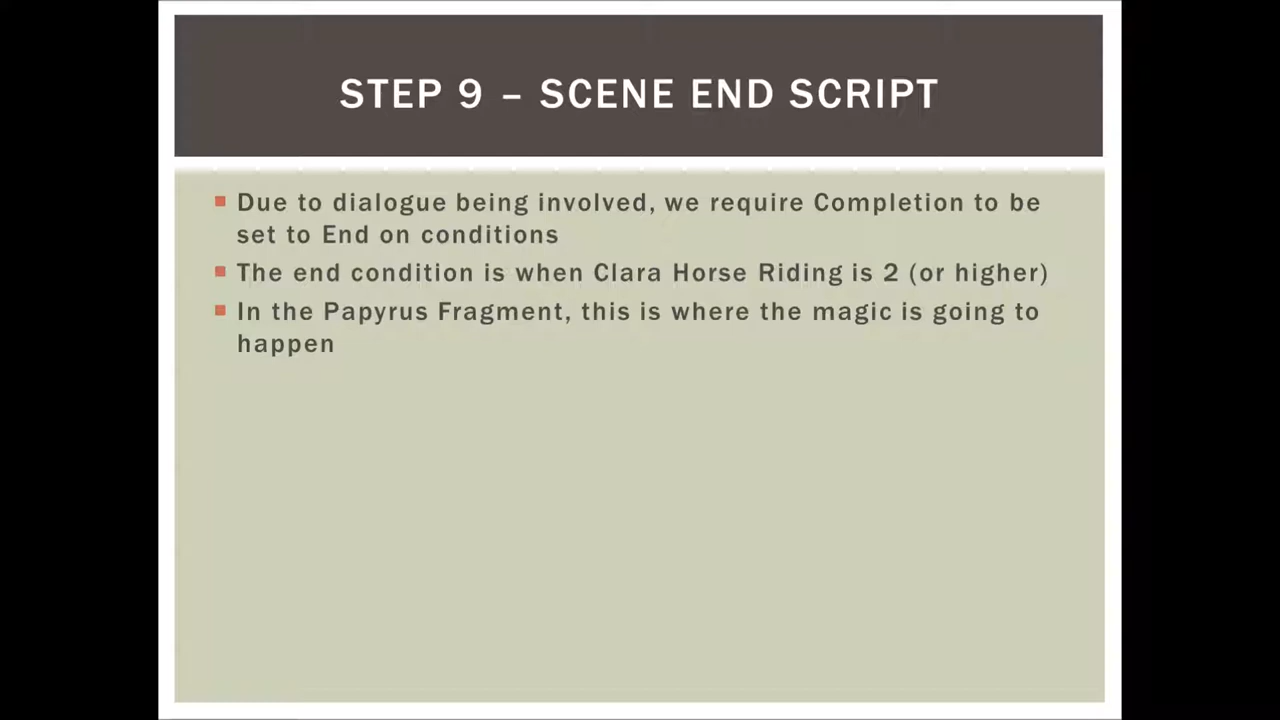 STEP 9 – SCENE END SCRIPT
Due to dialogue being involved, we require Completion to be
set to End on conditions
The end condition is when Clara Horse Riding is 2 (or higher)
In the Papyrus Fragment, this is where the magic is going to
happen